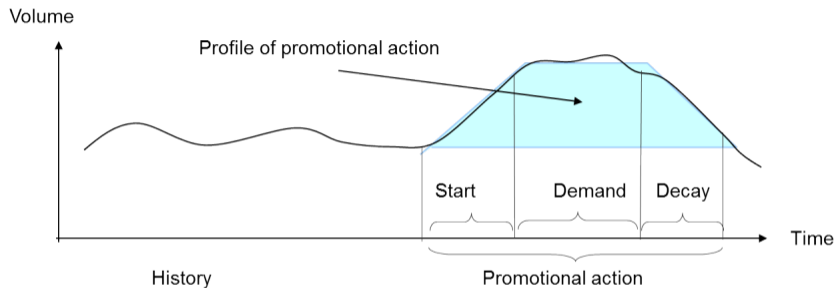 Volume
Profile of promotional action
Start
Demand
Decay
Time
History
Promotional action